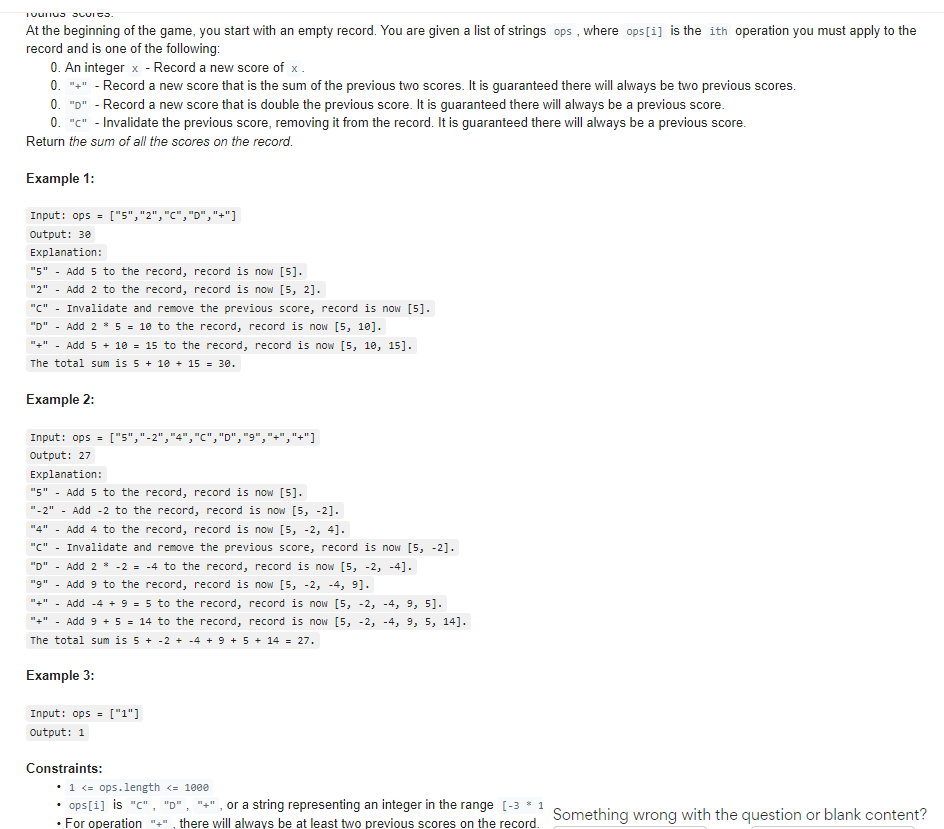 rounds' scores.
At the beginning of the game, you start with an empty record. You are given a list of strings ops , where ops[i] is the ith operation you must apply to the
record and is one of the following:
0. An integer x - Record a new score of x .
0. "+" - Record a new score that is the sum of the previous two scores. It is guaranteed there will always be two previous scores.
0. "D" - Record a new score that is double the previous score. It is guaranteed there will always be a previous score.
0. "C" - Invalidate the previous score, removing it from the record. It is guaranteed there will always be a previous score.
Return the sum of all the scores on the record.
Example 1:
Input: ops = ["5","2","C","D","+"]
Output: 30
Explanation:
"5" - Add 5 to the record, record is now [5].
"2" - Add 2 to the record, record is now [5, 2].
"C" - Invalidate and remove the previous score, record is now [5].
"D" - Add 2 * 5 = 10 to the record, record is now [5, 10].
"+" - Add 5 + 10 = 15 to the record, record is now [5, 10, 15].
The total sum is 5 + 10 + 15 = 30.
Example 2:
Input: ops = ["5","-2","4","C","D","9","+","+"]
Output: 27
Explanation:
"5" - Add 5 to the record, record is now [5].
"-2" - Add -2 to the record, record is now [5, -2].
"4" - Add 4 to the record, record is now [5, -2, 4].
"C" - Invalidate and remove the previous score, record is now [5, -2].
"D" - Add 2 * -2 = -4 to the record, record is now [5, -2, -4].
"9" - Add 9 to the record, record is now [5, -2, -4, 9].
"+" - Add -4 + 9 = 5 to the record, record is now [5, -2, -4, 9, 5].
"+" - Add 9 + 5 = 14 to the record, record is now [5, -2, -4, 9, 5, 14].
The total sum is 5 + -2 + -4 + 9 + 5 + 14 = 27.
Example 3:
Input: ops = ["1"]
Output: 1
Constraints:
• 1 <= ops.length <= 1000
• ops[i] is "C" , "D" , "+" , or a string representing an integer in the range [-3 * 1
• For operation "+" , there will always be at least two previous scores on the record.
Something wrong with the question or blank content?